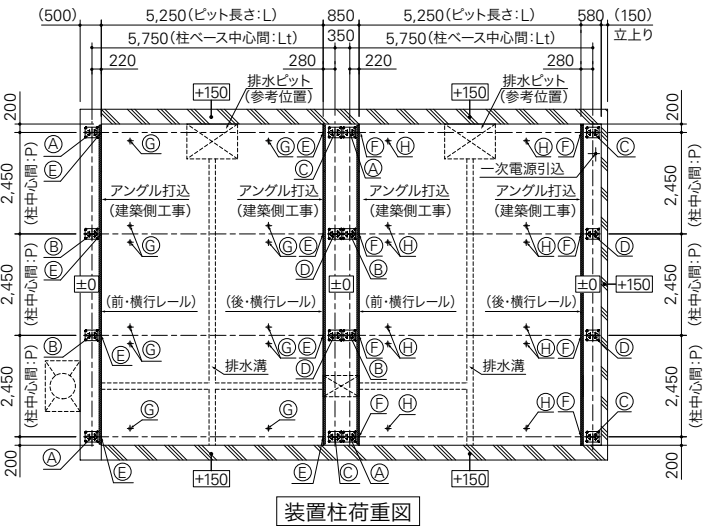 (500) 5,250(ピット長さ:L) 850 5,250(ピット長さ:L) 580 (150)
5,750(柱ベース中心間:Lt) 350 5,750(柱ベース中心間:Lt) 立上り
220 280 220 280
排水ピット 排水ピット
+150 (参考位置) +150 (参考位置)
200 200
Ⓐ Ⓖ Ⓖ Ⓔ Ⓕ Ⓗ Ⓗ Ⓕ Ⓒ
Ⓔ Ⓒ Ⓐ
一次電源引込
2,450 (柱中心間:P) アングル打込 アングル打込 アングル打込 アングル打込 2,450 (柱中心間:P)
(建築側工事) (建築側工事) (建築側工事) (建築側工事)
Ⓑ Ⓖ Ⓖ Ⓔ Ⓕ Ⓗ Ⓗ Ⓕ Ⓓ
Ⓔ Ⓓ Ⓑ
±0 ±0 ±0 +150
2,450 (柱中心間:P) (前・横行レール) (後・横行レール) (前・横行レール) (後・横行レール) 2,450 (柱中心間:P)
Ⓑ Ⓔ Ⓖ Ⓖ Ⓔ Ⓕ Ⓗ Ⓗ Ⓕ Ⓓ
Ⓓ Ⓑ
排水溝 排水溝
2,450 (柱中心間:P) 2,450 (柱中心間:P)
Ⓖ Ⓖ Ⓕ Ⓗ Ⓗ Ⓕ Ⓒ
Ⓐ Ⓔ Ⓔ Ⓒ Ⓐ
200 200
+150 +150
装置柱荷重図